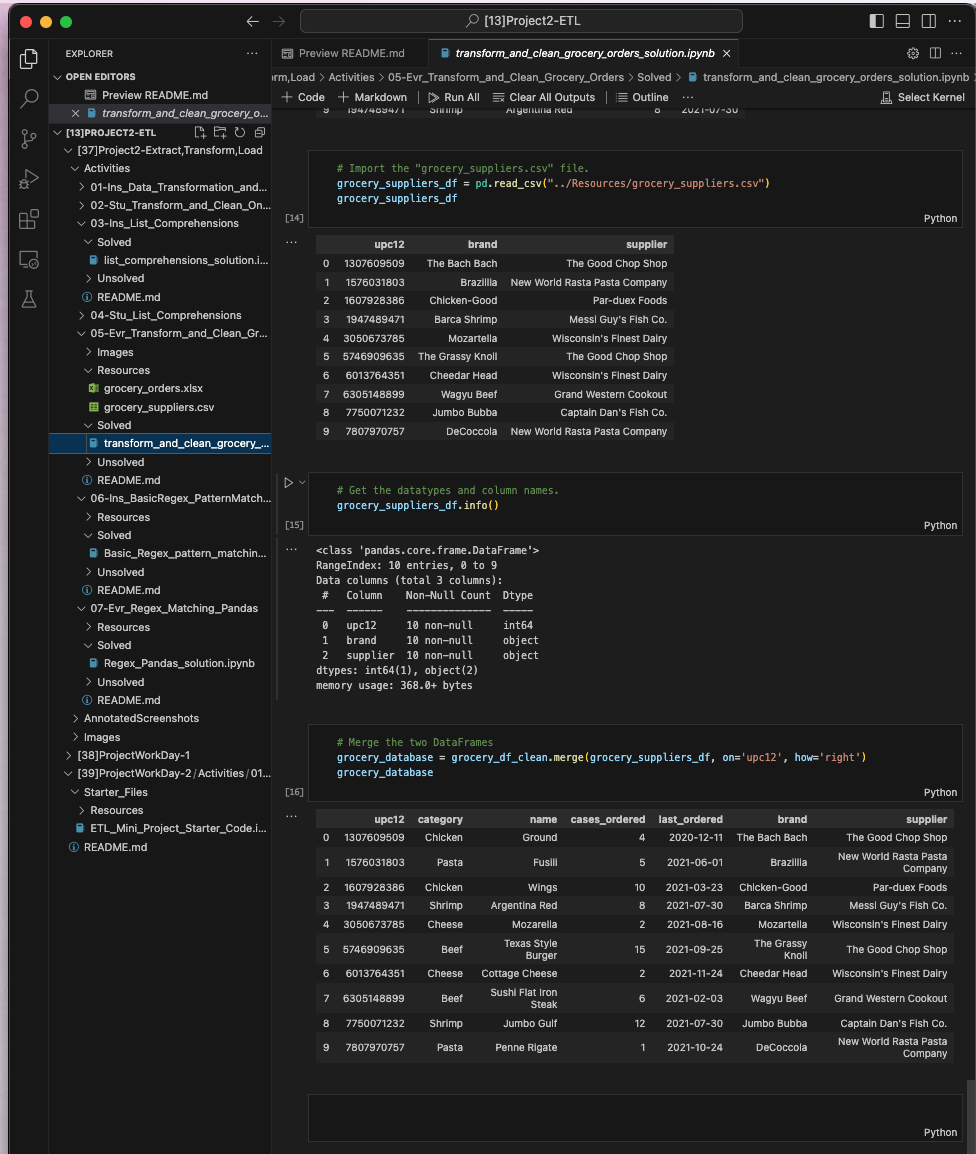 [13]Project2-ETL
EXPLORER
OPEN EDITORS
Preview README.md
transform_and_clean_grocery_o...
[13]PROJECT2-ETL
[37]Project2-Extract,Transform,Load
Activities
01-Ins_Data_Transformation_and...
02-Stu_Transform_and_Clean_On...
03-Ins_List_Comprehensions
Solved
list_comprehensions_solution.i...
Unsolved
README.md
04-Stu_List_Comprehensions
05-Evr_Transform_and_Clean_Gr...
Images
Resources
grocery_orders.xlsx
grocery_suppliers.csv
Solved
transform_and_clean_grocery_...
Unsolved
README.md
06-Ins_BasicRegex_PatternMatch...
Resources
Solved
Basic_Regex_pattern_matchin...
Unsolved
README.md
07-Evr_Regex_Matching_Pandas
Resources
Solved
Regex_Pandas_solution.ipynb
Unsolved
README.md
AnnotatedScreenshots
Images
[38]ProjectWorkDay-1
[39]ProjectWorkDay-2/Activities/01...
Starter_Files
Resources
ETL_Mini_Project_Starter_Code.i...
README.md
Preview README.md
transform_and_clean_grocery_orders_solution.ipynb
rm,Load > Activities > 05-Evr_Transform_and_Clean_Grocery_Orders > Solved > transform_and_clean_grocery_orders_solution.ipynb
+ Code + Markdown Run All Clear All Outputs Outline ... Select Kernel
9 1947489471 Shrimp Argentina Red 8 2021-07-30
# Import the "grocery_suppliers.csv" file.
grocery_suppliers_df = pd.read_csv("../Resources/grocery_suppliers.csv")
grocery_suppliers_df
[14] Python
upc12 brand supplier
0 1307609509 The Bach Bach The Good Chop Shop
1 1576031803 Brazillia New World Rasta Pasta Company
2 1607928386 Chicken-Good Par-duex Foods
3 1947489471 Barca Shrimp Messi Guy's Fish Co.
4 3050673785 Mozartella Wisconsin's Finest Dairy
5 5746909635 The Grassy Knoll The Good Chop Shop
6 6013764351 Cheedar Head Wisconsin's Finest Dairy
7 6305148899 Wagyu Beef Grand Western Cookout
8 7750071232 Jumbo Bubba Captain Dan's Fish Co.
9 7807970757 DeCoccola New World Rasta Pasta Company
# Get the datatypes and column names.
grocery_suppliers_df.info()
[15] Python
<class 'pandas.core.frame.DataFrame'>
RangeIndex: 10 entries, 0 to 9
Data columns (total 3 columns):
# Column Non-Null Count Dtype
--- ------ -------------- -----
0 upc12 10 non-null int64
1 brand 10 non-null object
2 supplier 10 non-null object
dtypes: int64(1), object(2)
memory usage: 368.0+ bytes
# Merge the two DataFrames
grocery_database = grocery_df_clean.merge(grocery_suppliers_df, on='upc12', how='right')
grocery_database
[16] Python
upc12 category name cases_ordered last_ordered brand supplier
0 1307609509 Chicken Ground 4 2020-12-11 The Bach Bach The Good Chop Shop
1 1576031803 Pasta Fusili 5 2021-06-01 Brazillia New World Rasta Pasta
Company
2 1607928386 Chicken Wings 10 2021-03-23 Chicken-Good Par-duex Foods
3 1947489471 Shrimp Argentina Red 8 2021-07-30 Barca Shrimp Messi Guy's Fish Co.
4 3050673785 Cheese Mozarella 2 2021-08-16 Mozartella Wisconsin's Finest Dairy
5 5746909635 Beef Texas Style
Burger 15 2021-09-25 The Grassy
Knoll The Good Chop Shop
6 6013764351 Cheese Cottage Cheese 2 2021-11-24 Cheedar Head Wisconsin's Finest Dairy
7 6305148899 Beef Sushi Flat Iron
Steak 6 2021-02-03 Wagyu Beef Grand Western Cookout
8 7750071232 Shrimp Jumbo Gulf 12 2021-07-30 Jumbo Bubba Captain Dan's Fish Co.
9 7807970757 Pasta Penne Rigate 1 2021-10-24 DeCoccola New World Rasta Pasta
Company
Python